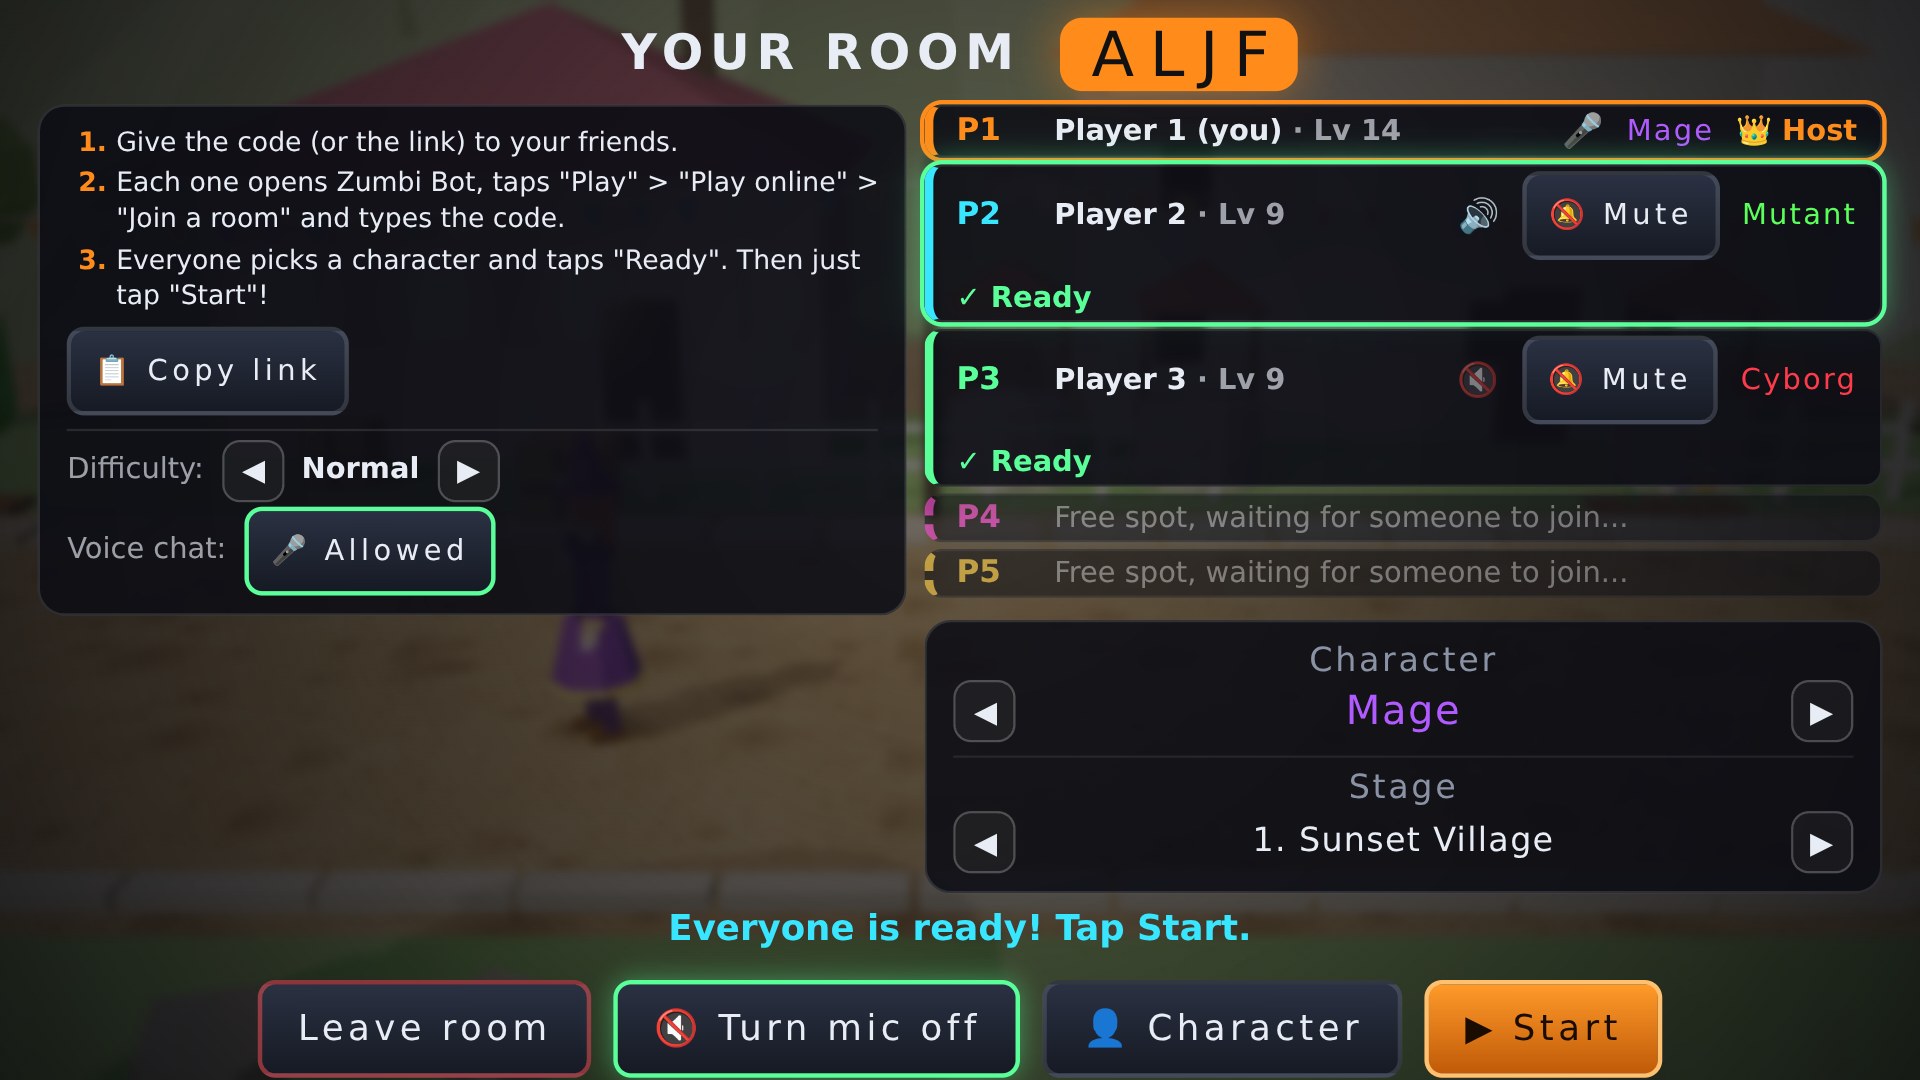 YOUR ROOM ALJF
1. Give the code (or the link) to your friends.
2. Each one opens Zumbi Bot, taps "Play" > "Play online" >
"Join a room" and types the code.
3. Everyone picks a character and taps "Ready". Then just
tap "Start"!
Copy link
Difficulty: ◀ Normal ▶
Voice chat: Allowed
P1 Player 1 (you) · Lv 14 Mage Host
P2 Player 2 · Lv 9 Mute Mutant
✓ Ready
P3 Player 3 · Lv 9 Mute Cyborg
✓ Ready
P4 Free spot, waiting for someone to join...
P5 Free spot, waiting for someone to join...
Character
◀ Mage ▶
Stage
◀ 1. Sunset Village ▶
Everyone is ready! Tap Start.
Leave room Turn mic off Character ▶ Start